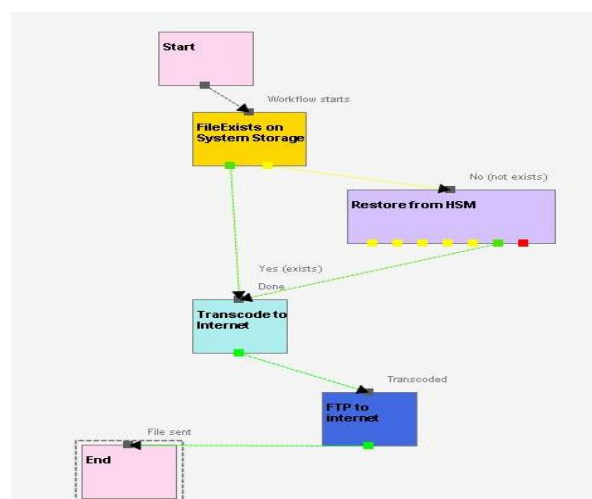 Start
Workflow starts
FileExists on
System Storage
No (not exists)
Restore from HSM
Yes (exists)
Done
Transcode to
Internet
Transcoded
FTP to
internet
File sent
End